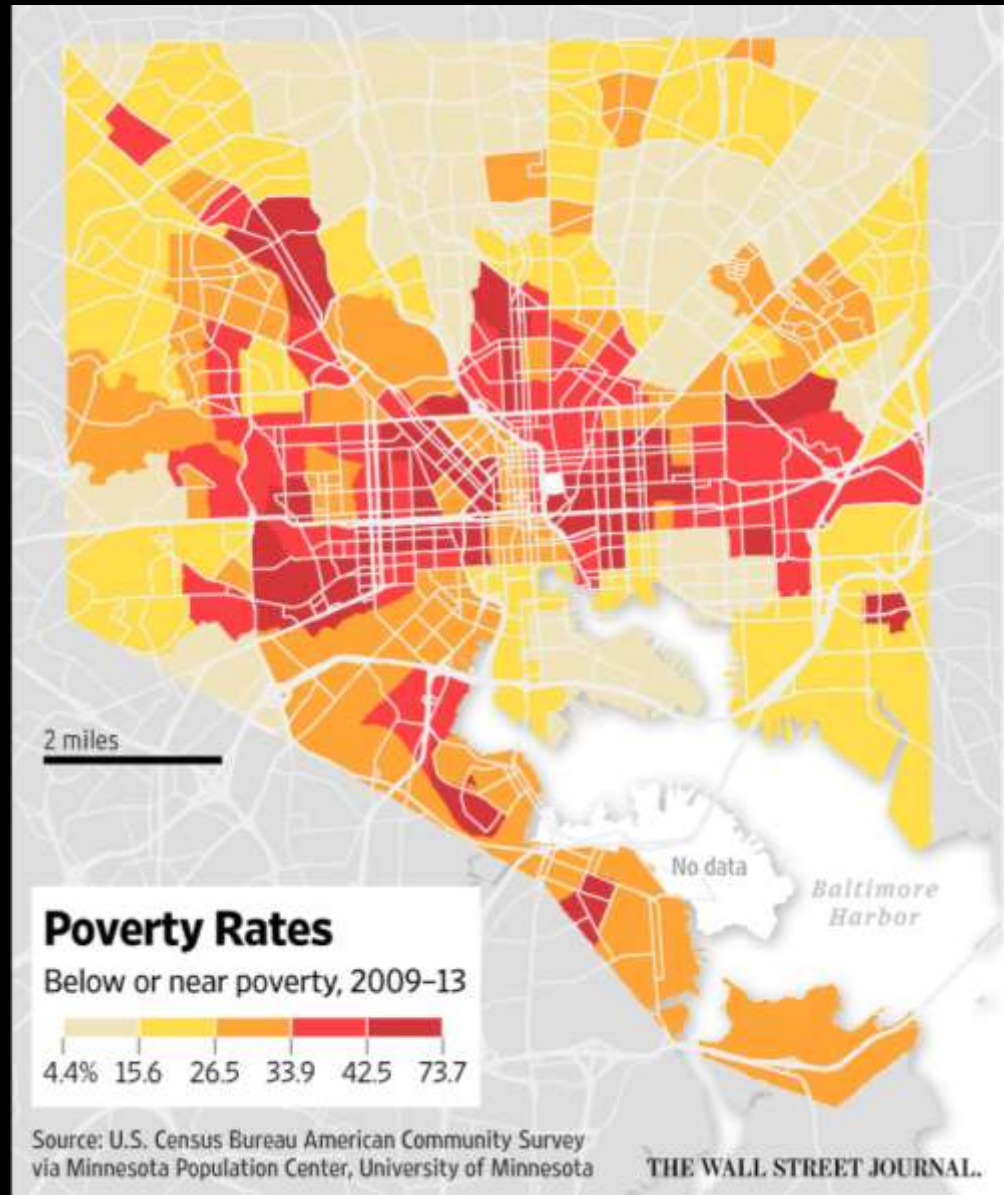 2 miles
No data
Baltimore
Harbor
Poverty Rates
Below or near poverty, 2009–13
4.4% 15.6 26.5 33.9 42.5 73.7
Source: U.S. Census Bureau American Community Survey
via Minnesota Population Center, University of Minnesota
THE WALL STREET JOURNAL.